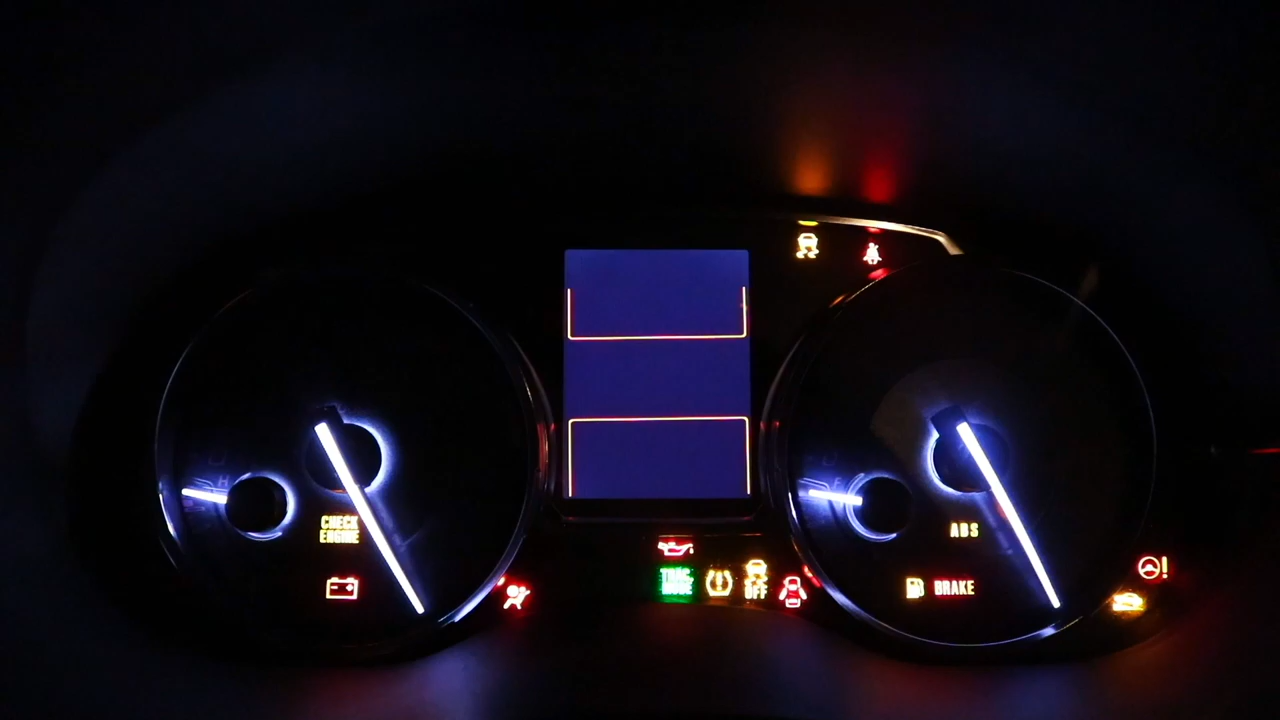 H
F
CHECK
ENGINE
ABS
TRAC
MODE
OFF
BRAKE